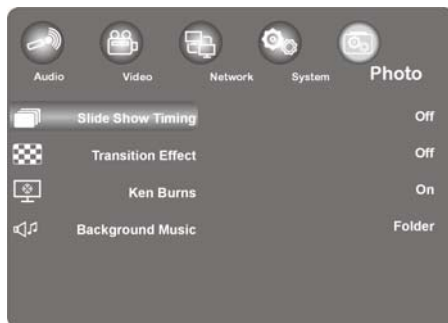 Audio Video Network System Photo
Slide Show Timing Off
Transition Effect Off
Ken Burns On
Background Music Folder